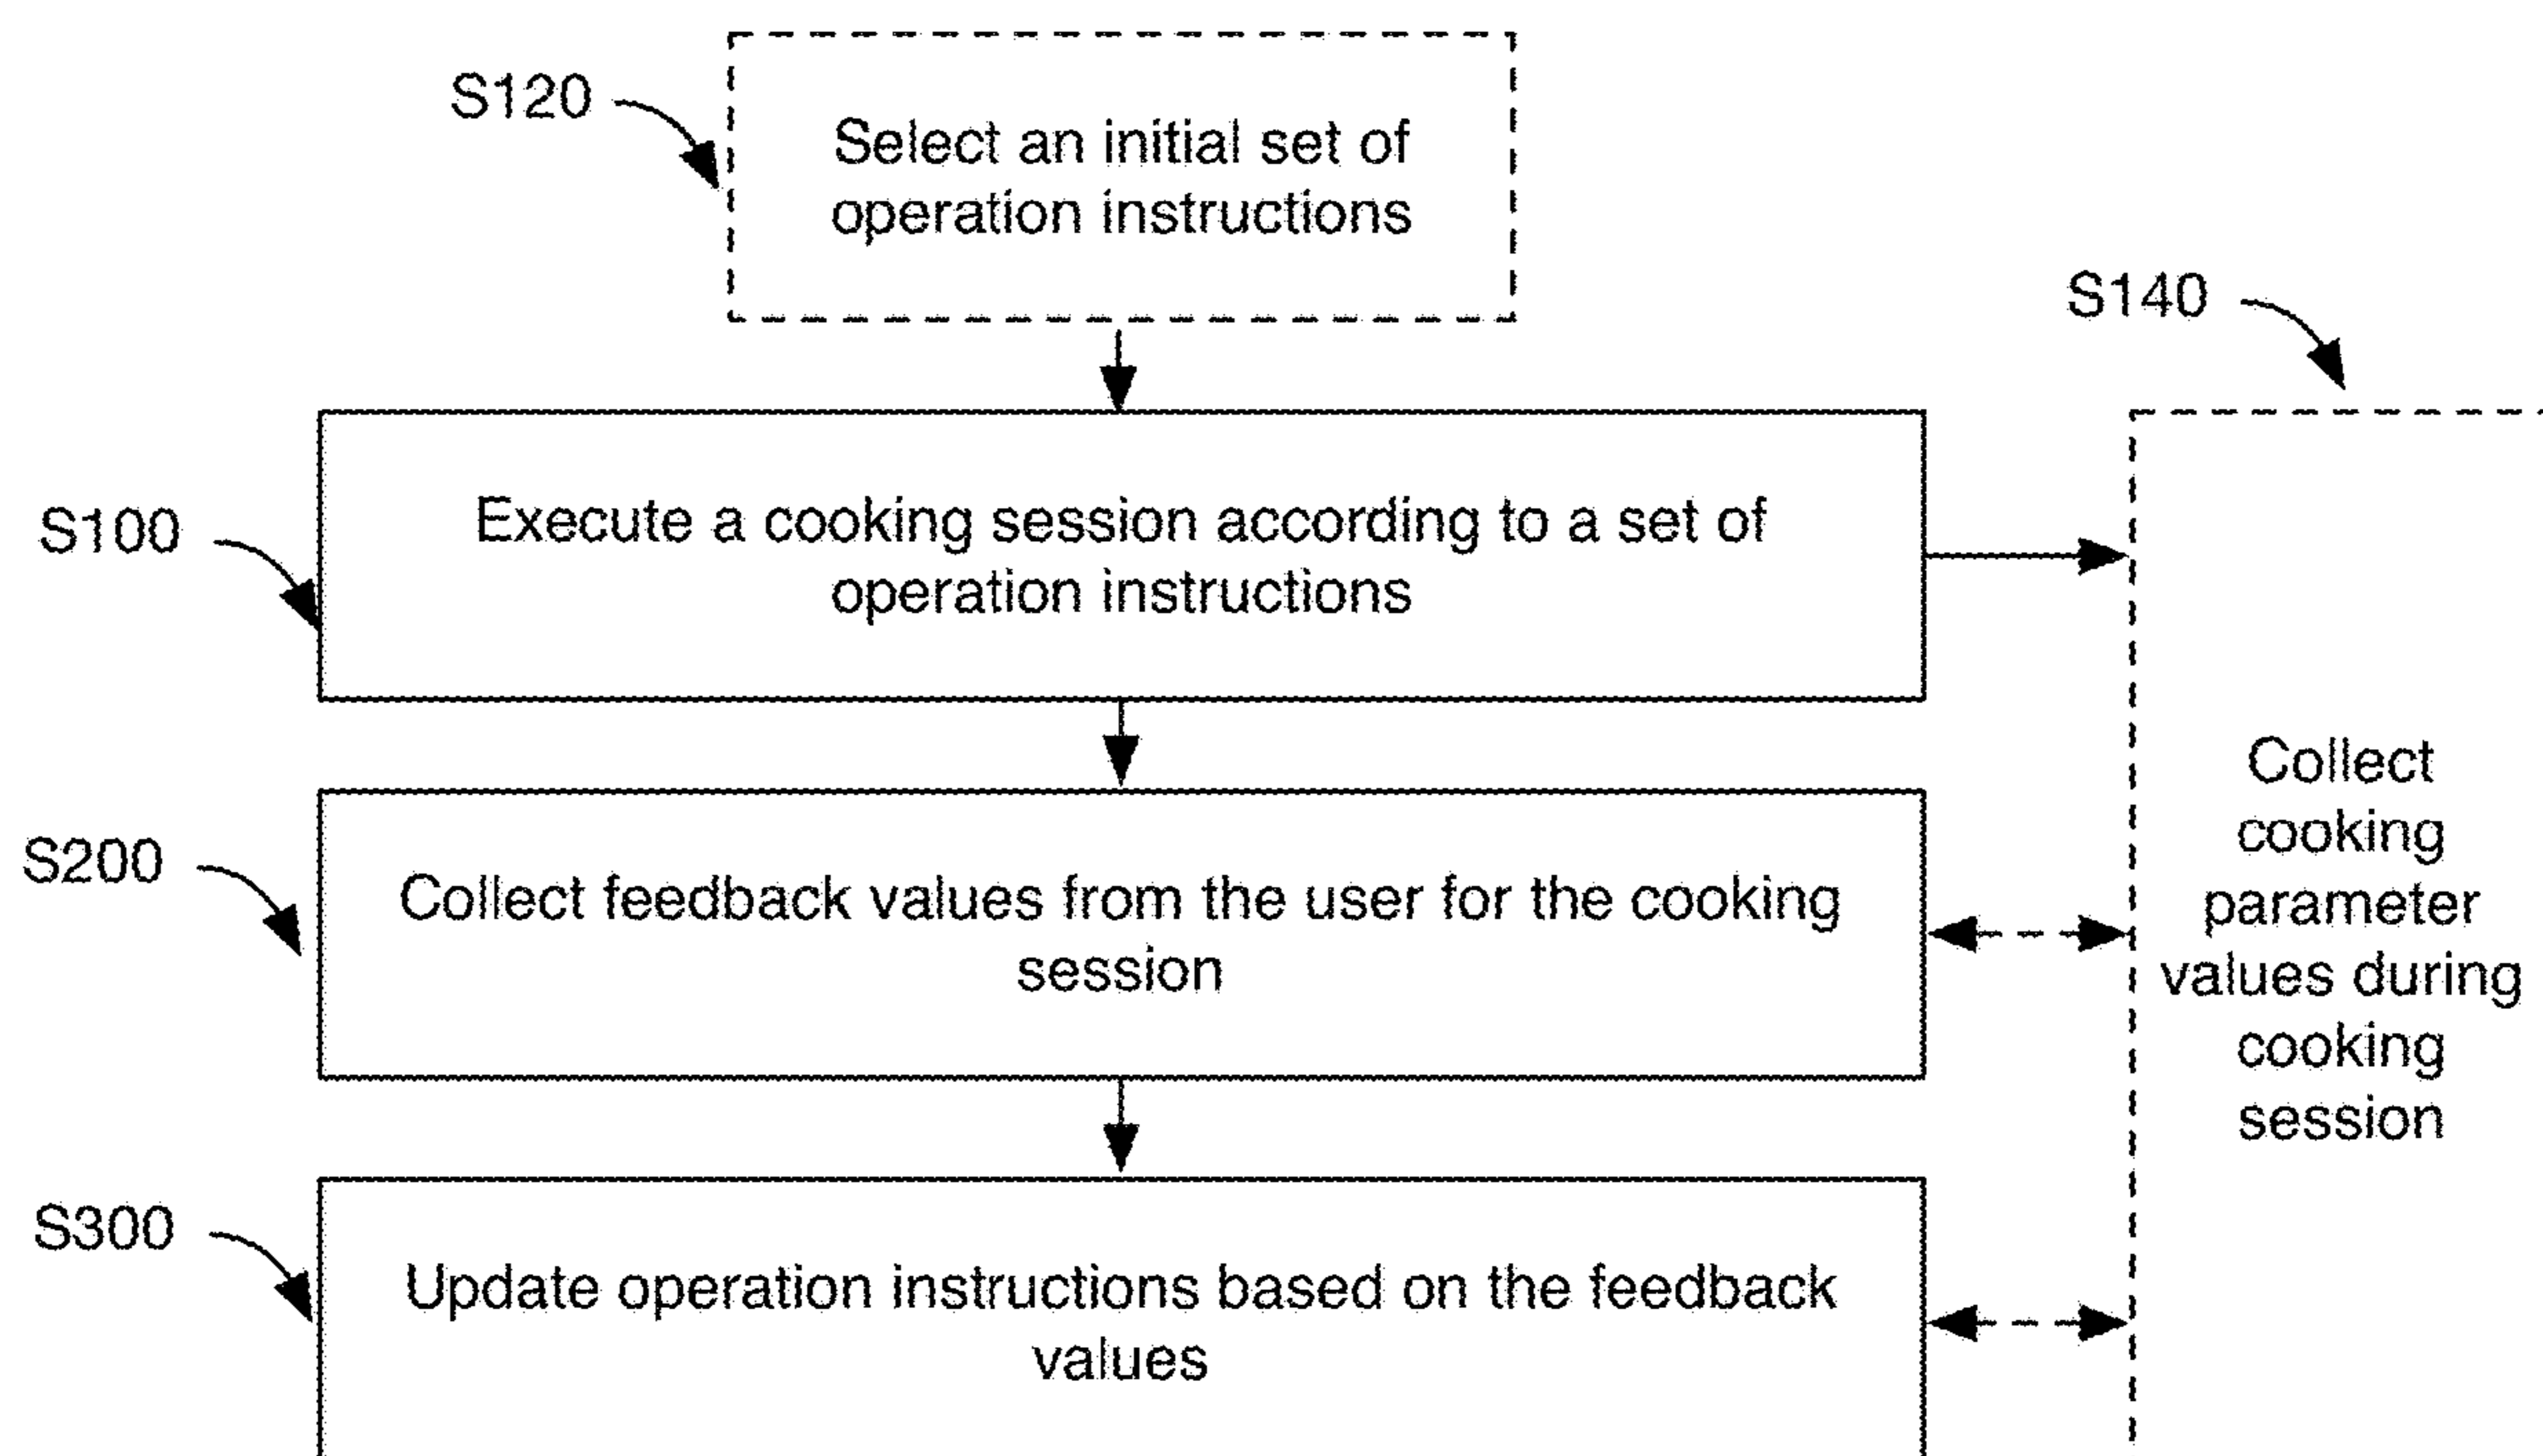 S120
Select an initial set of
operation instructions
S140
S100
Execute a cooking session according to a set of
operation instructions
S200
Collect feedback values from the user for the cooking
session
Collect
cooking
parameter
values during
cooking
session
S300
Update operation instructions based on the feedback
values